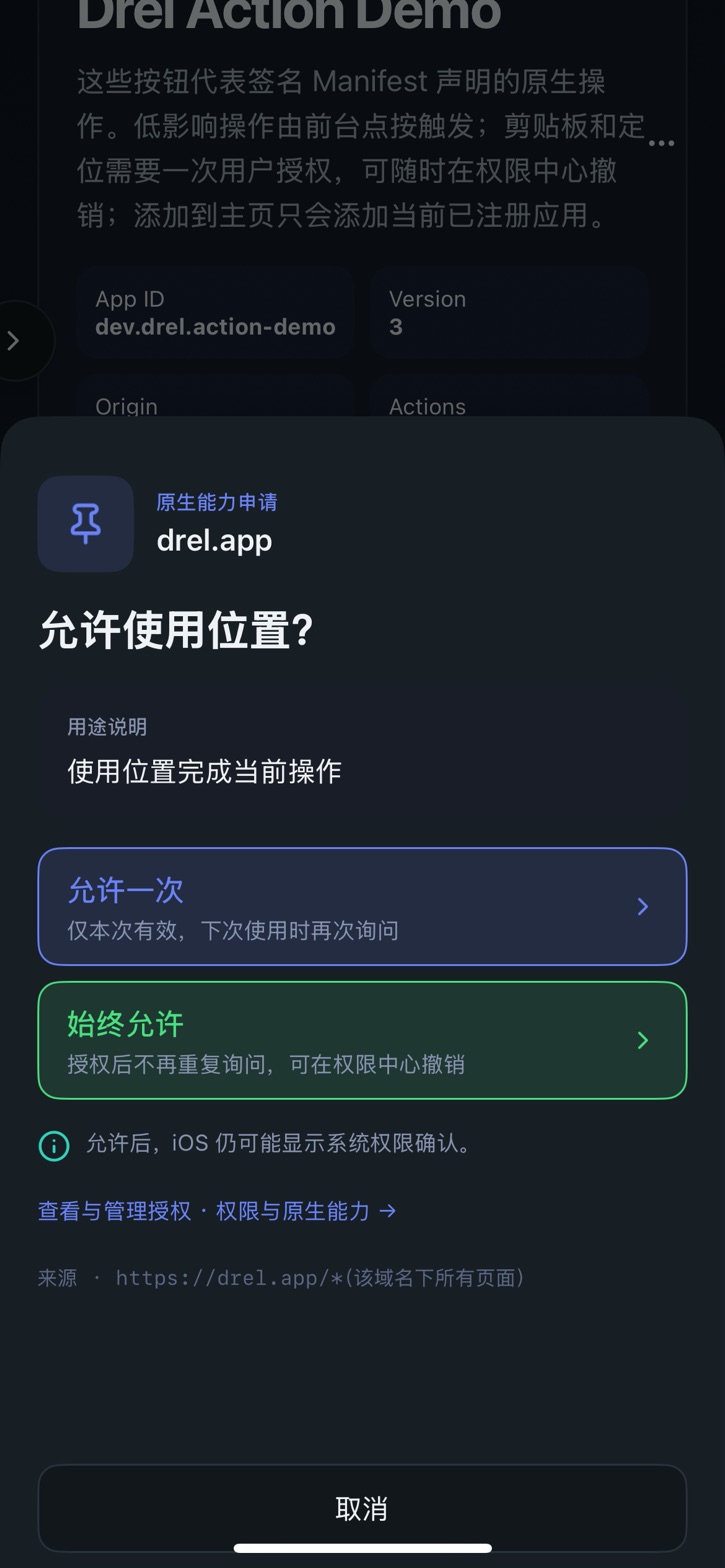 Drel Action Demo
这些按钮代表签名 Manifest 声明的原生操
作。低影响操作由前台点按触发；剪贴板和定
位需要一次用户授权，可随时在权限中心撤
销；添加到主页只会添加当前已注册应用。
App ID
dev.drel.action-demo
Version
3
Origin
Actions
原生能力申请
drel.app
允许使用位置？
用途说明
使用位置完成当前操作
允许一次
仅本次有效，下次使用时再次询问
始终允许
授权后不再重复询问，可在权限中心撤销
允许后，iOS 仍可能显示系统权限确认。
查看与管理授权 · 权限与原生能力 →
来源 · https://drel.app/*(该域名下所有页面)
取消